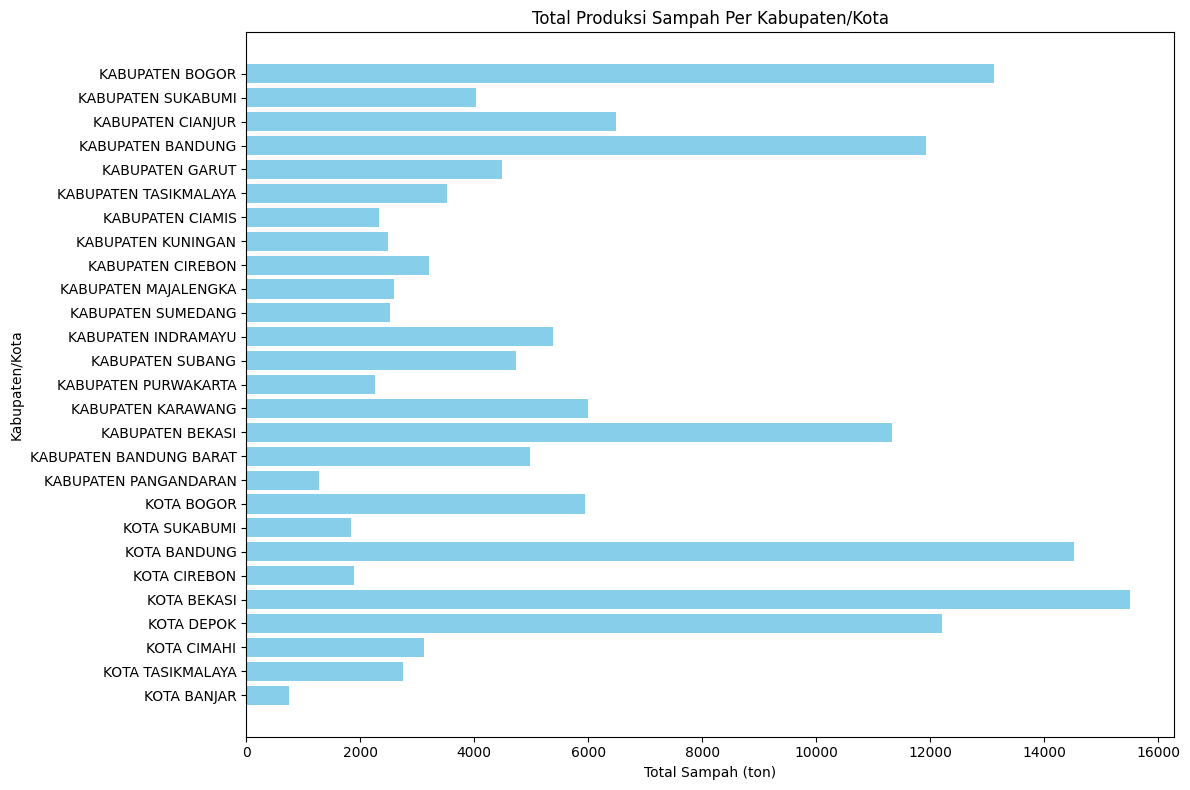 Total Produksi Sampah Per Kabupaten/Kota
Kabupaten/Kota
KABUPATEN BOGOR
KABUPATEN SUKABUMI
KABUPATEN CIANJUR
KABUPATEN BANDUNG
KABUPATEN GARUT
KABUPATEN TASIKMALAYA
KABUPATEN CIAMIS
KABUPATEN KUNINGAN
KABUPATEN CIREBON
KABUPATEN MAJALENGKA
KABUPATEN SUMEDANG
KABUPATEN INDRAMAYU
KABUPATEN SUBANG
KABUPATEN PURWAKARTA
KABUPATEN KARAWANG
KABUPATEN BEKASI
KABUPATEN BANDUNG BARAT
KABUPATEN PANGANDARAN
KOTA BOGOR
KOTA SUKABUMI
KOTA BANDUNG
KOTA CIREBON
KOTA BEKASI
KOTA DEPOK
KOTA CIMAHI
KOTA TASIKMALAYA
KOTA BANJAR
0 2000 4000 6000 8000 10000 12000 14000 16000
Total Sampah (ton)